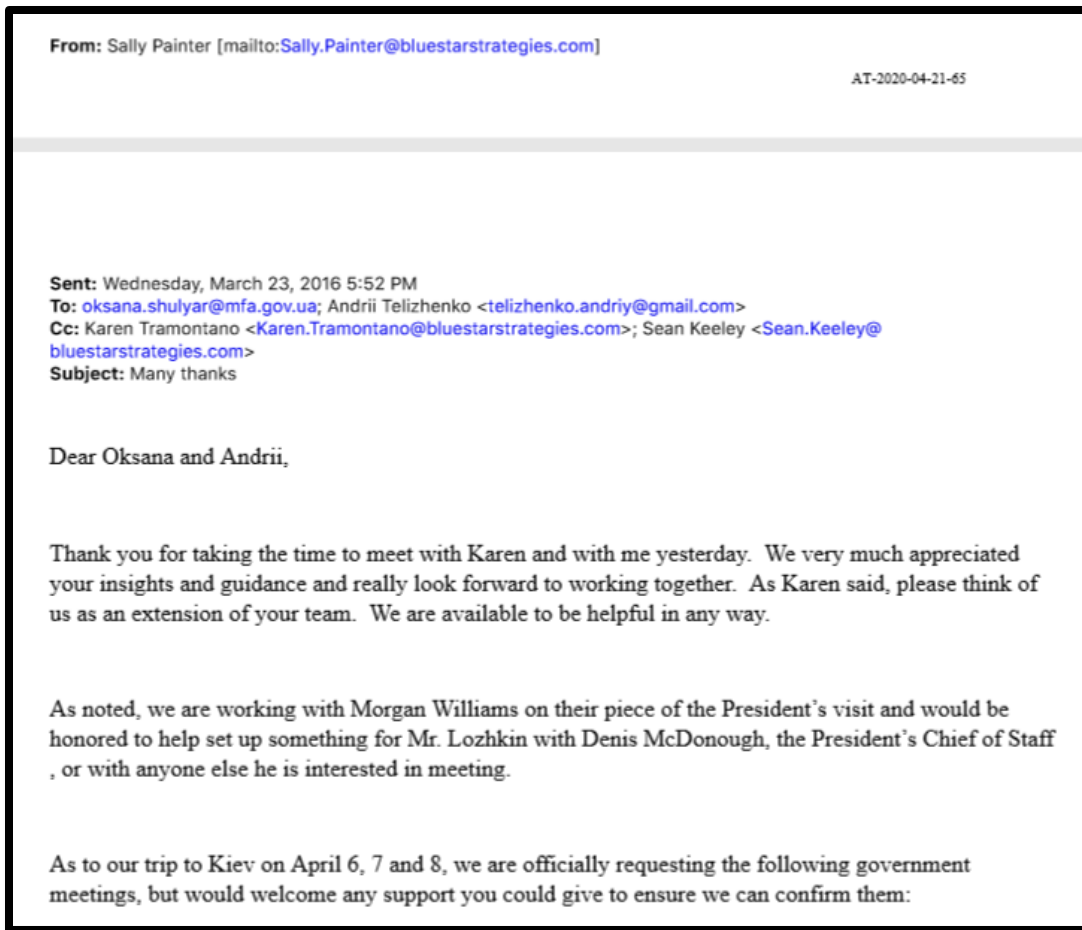 From: Sally Painter [mailto:Sally.Painter@bluestarstrategies.com]
AT-2020-04-21-65
Sent: Wednesday, March 23, 2016 5:52 PM
To: oksana.shulyar@mfa.gov.ua; Andrii Telizhenko <telizhenko.andriy@gmail.com>
Cc: Karen Tramontano <Karen.Tramontano@bluestarstrategies.com>; Sean Keeley <Sean.Keeley@
bluestarstrategies.com>
Subject: Many thanks
Dear Oksana and Andrii,
Thank you for taking the time to meet with Karen and with me yesterday.  We very much appreciated
your insights and guidance and really look forward to working together.  As Karen said, please think of
us as an extension of your team.  We are available to be helpful in any way.
As noted, we are working with Morgan Williams on their piece of the President's visit and would be
honored to help set up something for Mr. Lozhkin with Denis McDonough, the President's Chief of Staff
, or with anyone else he is interested in meeting.
As to our trip to Kiev on April 6, 7 and 8, we are officially requesting the following government
meetings, but would welcome any support you could give to ensure we can confirm them: